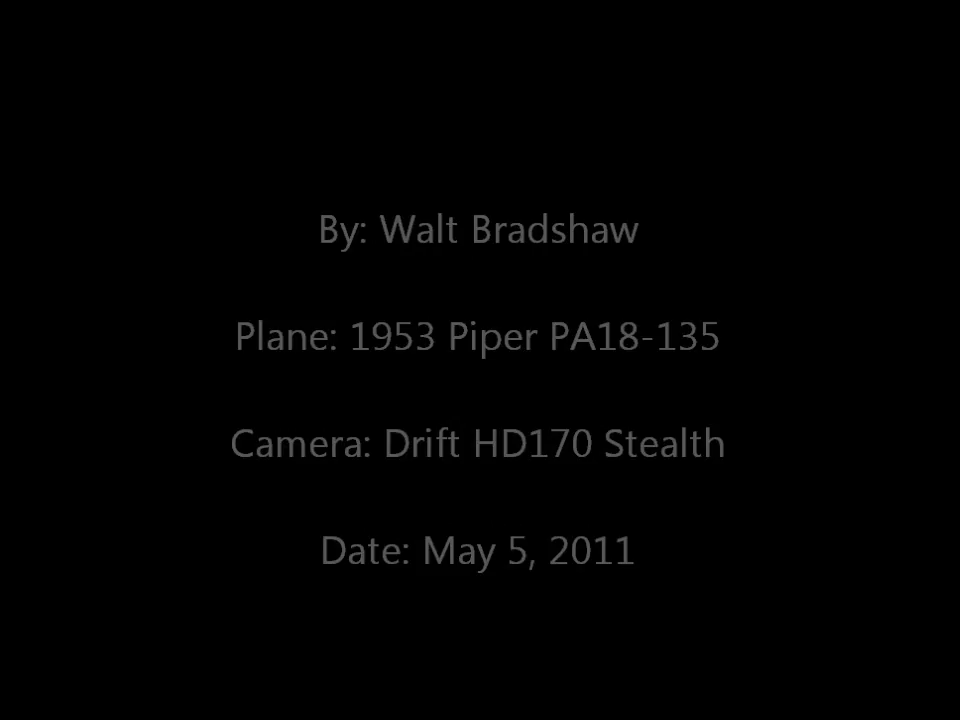 By: Walt Bradshaw
Plane: 1953 Piper PA18-135
Camera: Drift HD170 Stealth
Date: May 5, 2011